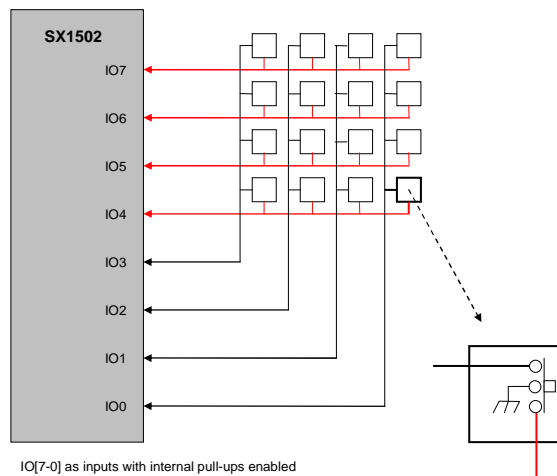 SX1502
IO7
IO6
IO5
IO4
IO3
IO2
IO1
IO0
IO[7-0] as inputs with internal pull-ups enabled